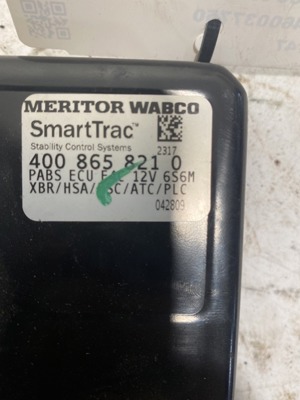 MERITOR WABCO
SmartTrac™
Stability Control Systems
2317
400 865 821 0
PABS ECU 12V 6S6M
XBR/HSA/ /ATC/PLC
042809